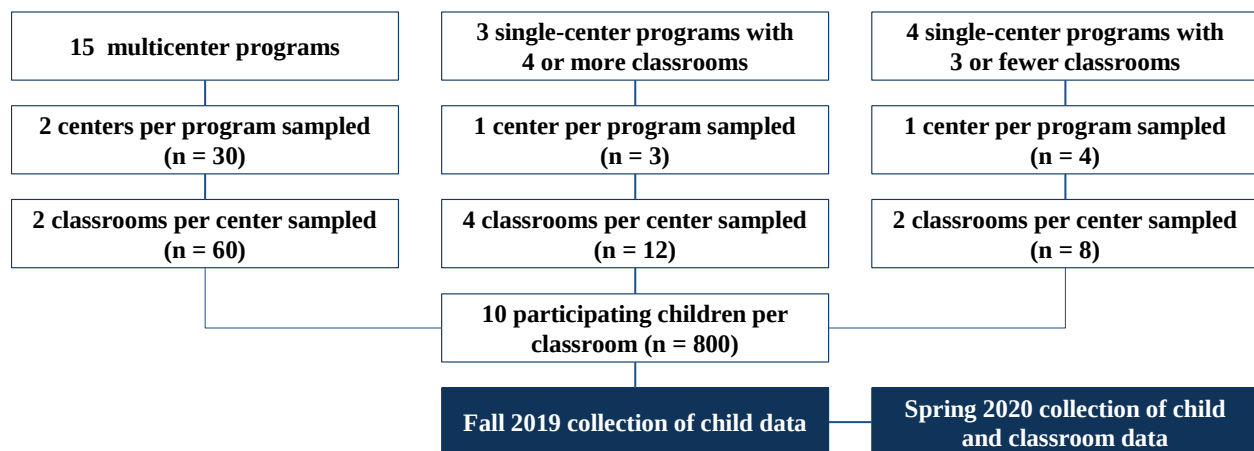 15 multicenter programs
3 single-center programs with
4 or more classrooms
4 single-center programs with
3 or fewer classrooms
2 centers per program sampled
(n = 30)
1 center per program sampled
(n = 3)
1 center per program sampled
(n = 4)
2 classrooms per center sampled
(n = 60)
4 classrooms per center sampled
(n = 12)
2 classrooms per center sampled
(n = 8)
10 participating children per
classroom (n = 800)
Fall 2019 collection of child data
Spring 2020 collection of child
and classroom data